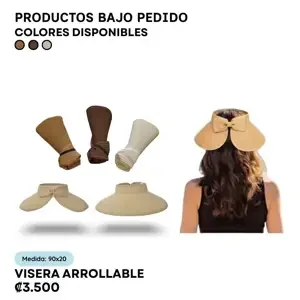 PRODUCTOS BAJO PEDIDO
COLORES DISPONIBLES
Medida: 90x20
VISERA ARROLLABLE
₡3.500